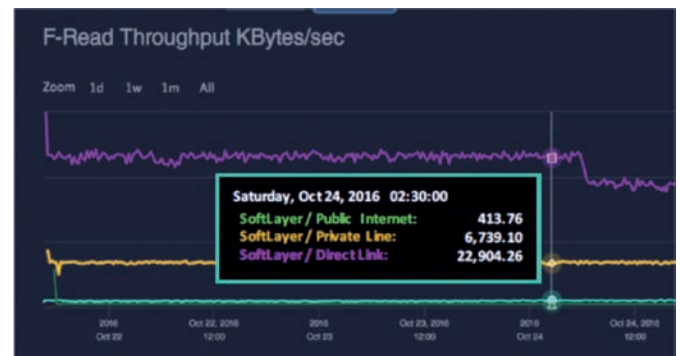 F-Read Throughput KBytes/sec
Zoom 1d 1w 1m All
Saturday, Oct 24, 2016 02:30:00
SoftLayer/ Public Internet: 413.76
SoftLayer/ Private Line: 6,739.10
SoftLayer/ Direct Link: 22,904.26
2016 Oct 22, 2016 2016 Oct 23, 2016 2016 Oct 24, 2016
Oct 22 12:00 Oct 23 12:00 Oct 24 12:00